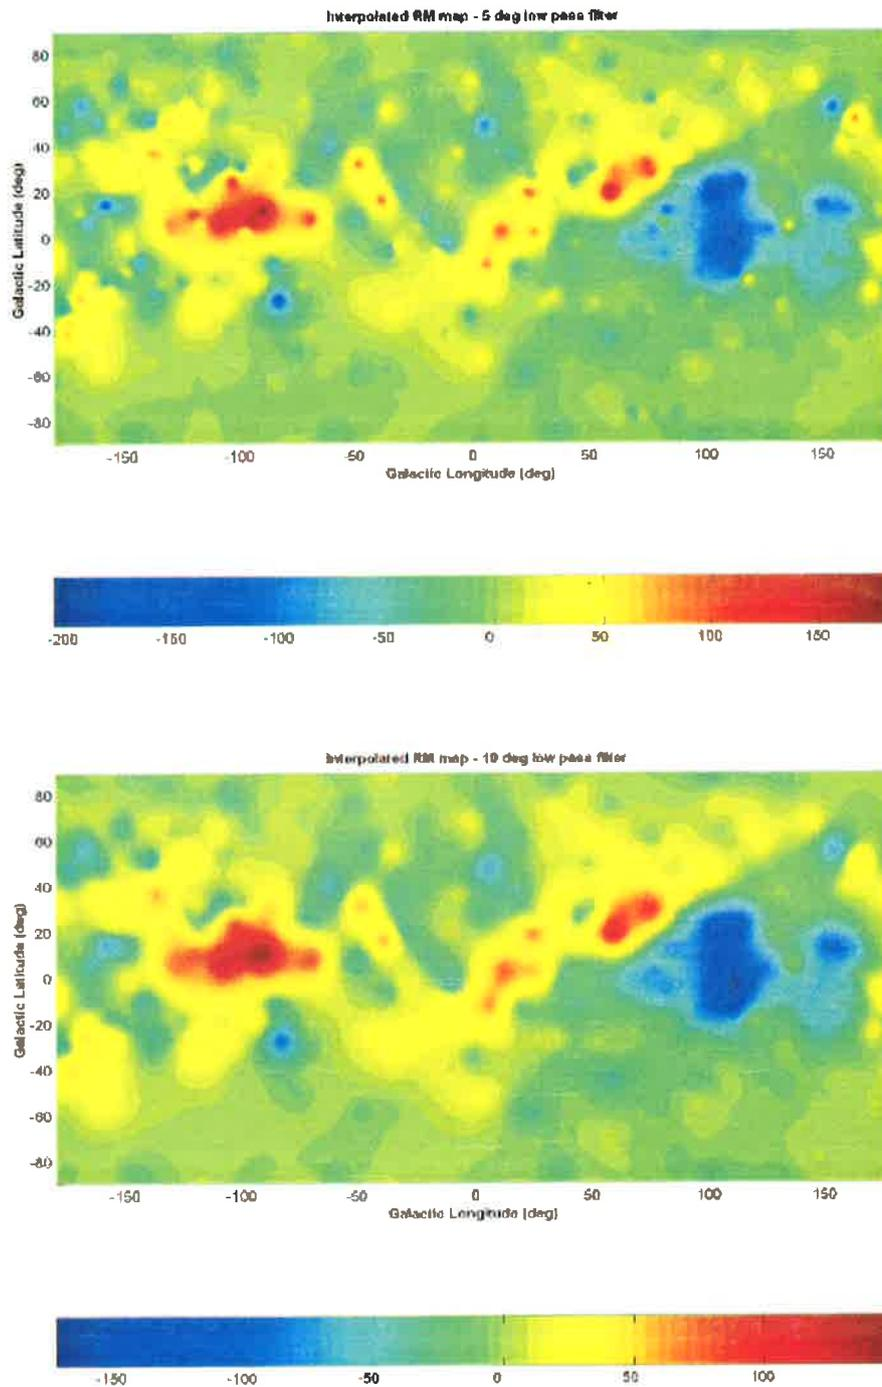 Interpolated RM map - 5 deg low pass filter
80
60
40
20
0
-20
-40
-60
-80
Galactic Latitude (deg)
-150 -100 -50 0 50 100 150
Galactic Longitude (deg)
-200 -150 -100 -50 0 50 100 150
Interpolated RM map - 10 deg low pass filter
80
60
40
20
0
-20
-40
-60
-80
Galactic Latitude (deg)
-150 -100 -50 0 50 100 150
Galactic Longitude (deg)
-150 -100 -50 0 50 100